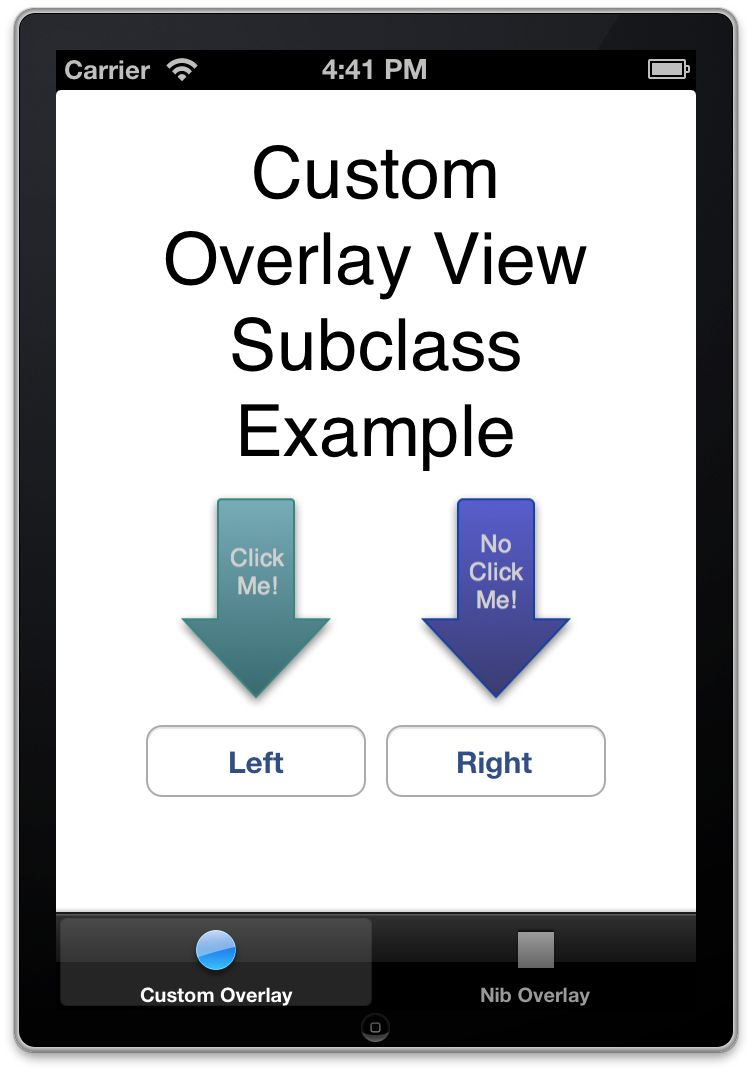 Carrier 4:41 PM
Custom
Overlay View
Subclass
Example
Click
Me!
No
Click
Me!
Left Right
Custom Overlay Nib Overlay